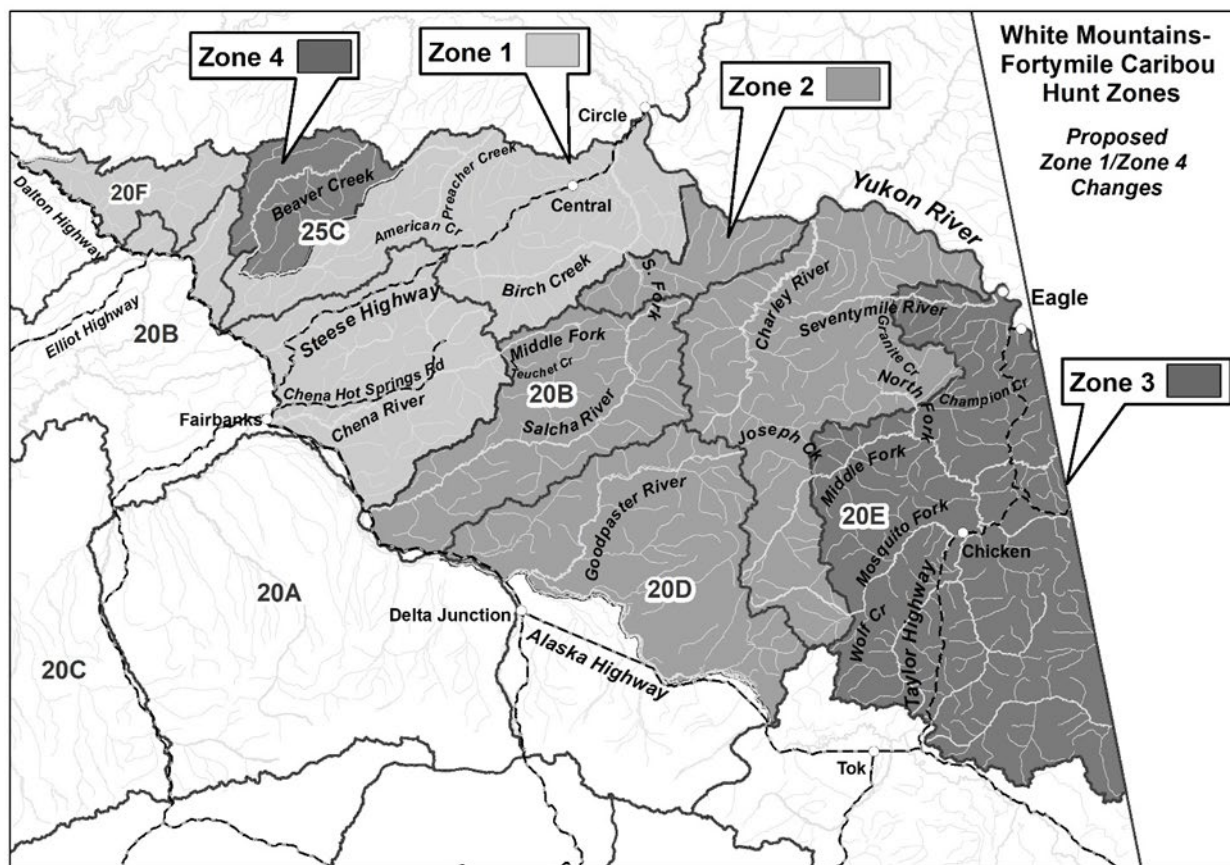 Zone 4
Zone 1
Zone 2
White Mountains-
Fortymile Caribou
Hunt Zones
Proposed
Zone 1/Zone 4
Changes
Circle
20F
Dalton Highway
Beaver Creek
25C
Preacher Creek
American Cr
Central
Yukon River
Birch Creek
S. Fork
Charley River
Eagle
Elliot Highway
20B
Steese Highway
Seventymile River
Granite Cr
Middle Fork
Teuchet Cr
20B
Chena Hot Springs Rd
Chena River
Fairbanks
Salcha River
North Fork
Champion Cr
Zone 3
Joseph Ck
Middle Fork
Goodpaster River
20E
Mosquito Fork
Chicken
20A
20D
Delta Junction
Alaska Highway
Wolf Cr
Taylor Highway
20C
Tok